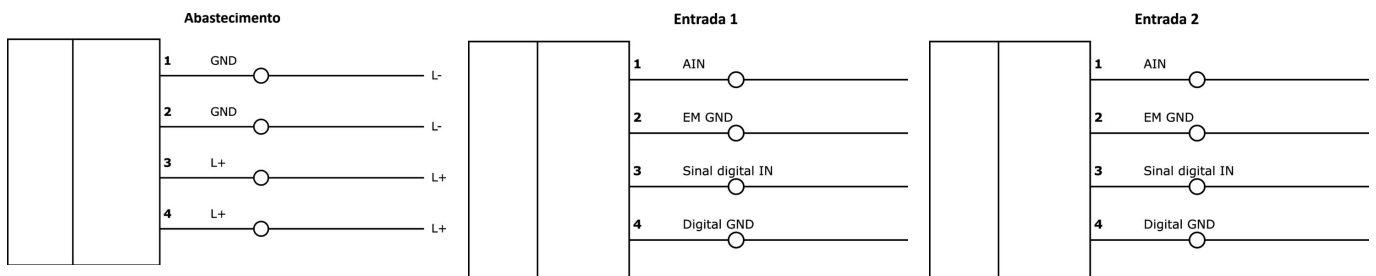 Abastecimento
1 GND L-
2 GND L-
3 L+ L+
4 L+ L+
Entrada 1
1 AIN
2 EM GND
3 Sinal digital IN
4 Digital GND
Entrada 2
1 AIN
2 EM GND
3 Sinal digital IN
4 Digital GND